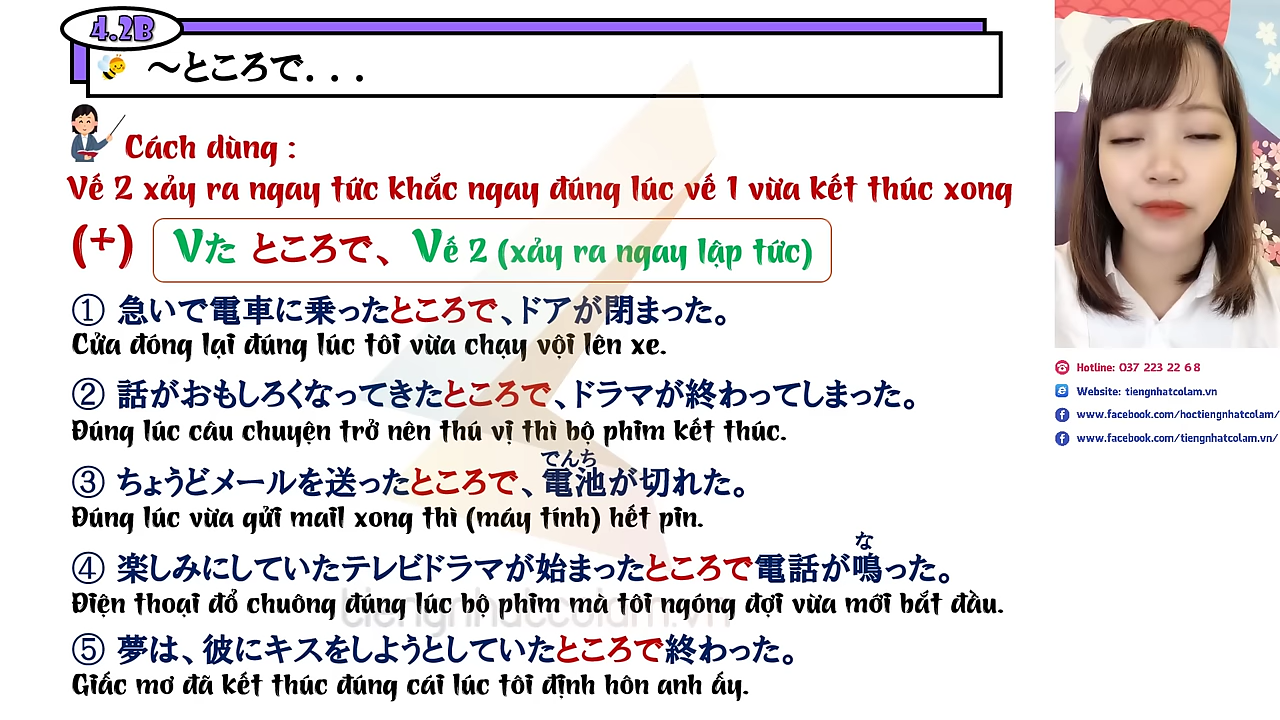 4.2B
～ところで...
Cách dùng :
Vế 2 xảy ra ngay tức khắc ngay đúng lúc vế 1 vừa kết thúc xong
(+) Vた ところで、 Vế 2 (xảy ra ngay lập tức)
① 急いで電車に乗ったところで、ドアが閉まった。
Cửa đóng lại đúng lúc tôi vừa chạy vội lên xe.
② 話がおもしろくなってきたところで、ドラマが終わってしまった。
Đúng lúc câu chuyện trở nên thú vị thì bộ phim kết thúc.
でんち
③ ちょうどメールを送ったところで、電池が切れた。
Đúng lúc vừa gửi mail xong thì (máy tính) hết pin.
な
④ 楽しみにしていたテレビドラマが始まったところで電話が鳴った。
Điện thoại đổ chuông đúng lúc bộ phim mà tôi ngóng đợi vừa mới bắt đầu.
tiengnhatcolam.vn
⑤ 夢は、彼にキスをしようとしていたところで終わった。
Giấc mơ đã kết thúc đúng cái lúc tôi định hôn anh ấy.
Hotline: 037 223 22 68
Website: tiengnhatcolam.vn
www.facebook.com/hoctiengnhatcolam/
www.facebook.com/tiengnhatcolam.vn/